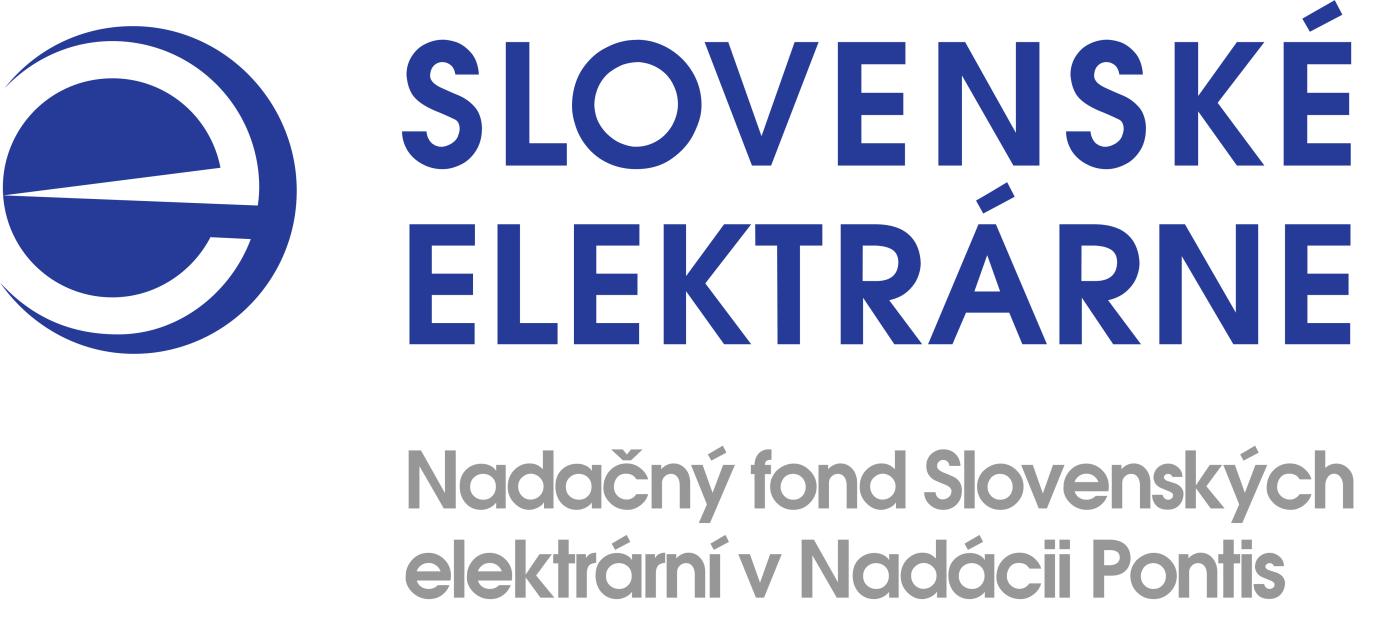 SLOVENSKÉ
ELEKTRÁRNE
Nadačný fond Slovenských
elektrární v Nadácii Pontis